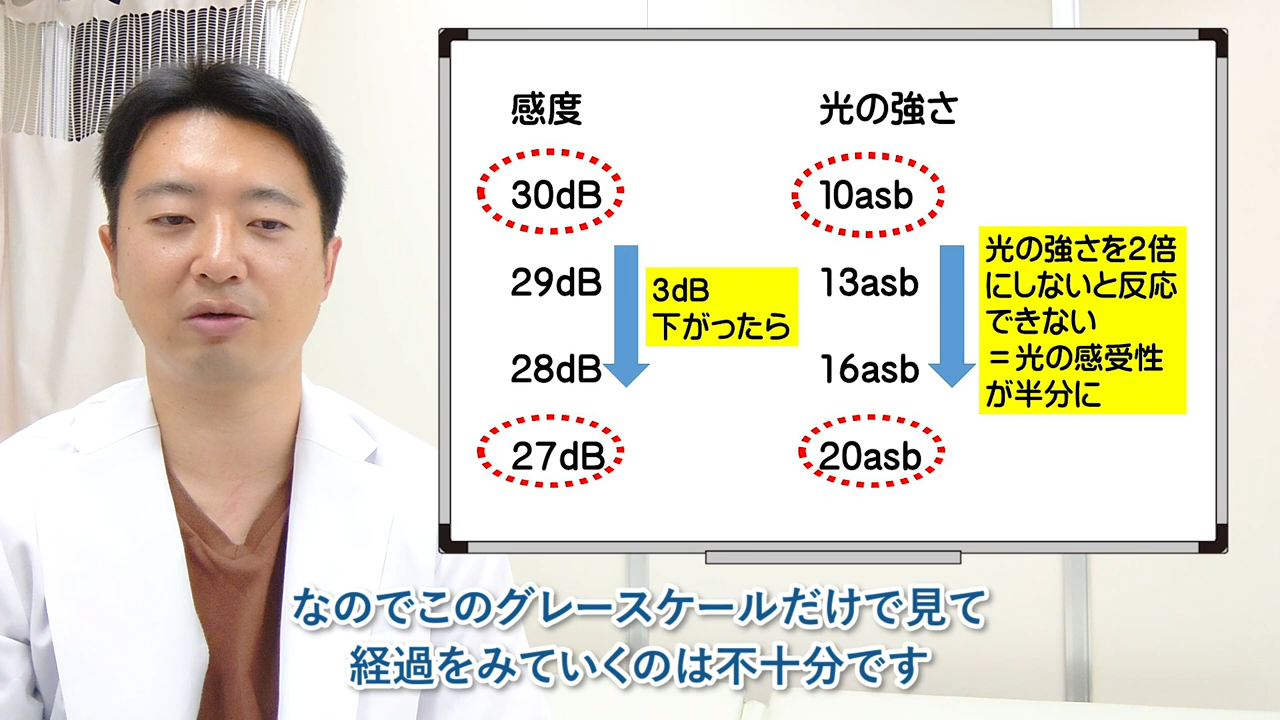 感度
光の強さ
30dB
10asb
29dB
13asb
28dB
16asb
27dB
20asb
3dB
下がったら
光の強さを2倍
にしないと反応
できない
＝光の感受性
が半分に
なのでこのグレースケールだけで見て
経過をみていくのは不十分です